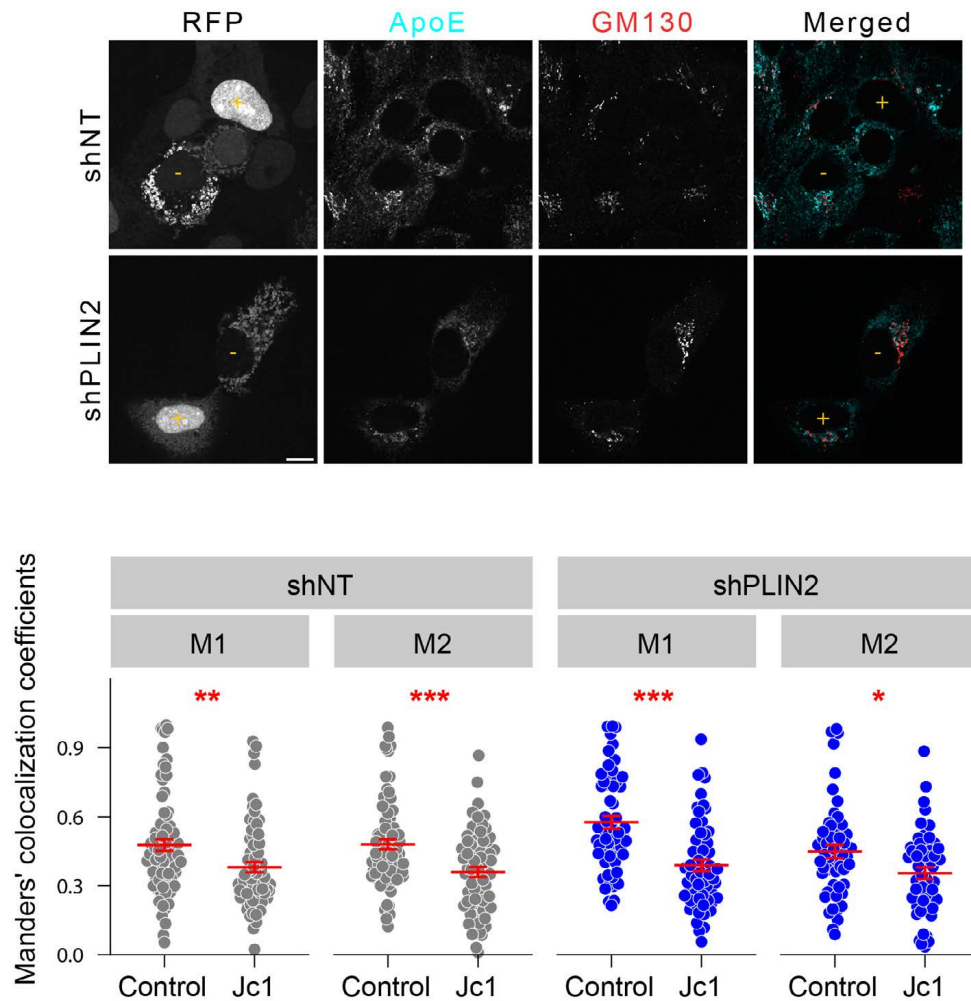 RFP ApoE GM130 Merged
shNT
+ + - -
shPLIN2
- - + +
Manders' colocalization coefficients
shNT shPLIN2
M1 M2 M1 M2
** *** *** *
0.9
0.6
0.3
0.0
Control Jc1 Control Jc1 Control Jc1 Control Jc1